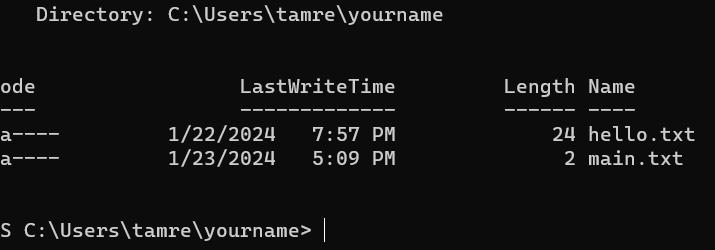 Directory: C:\Users\tamre\yourname
ode LastWriteTime Length Name
--- ------------- ------ ----
a---- 1/22/2024 7:57 PM 24 hello.txt
a---- 1/23/2024 5:09 PM 2 main.txt
S C:\Users\tamre\yourname>